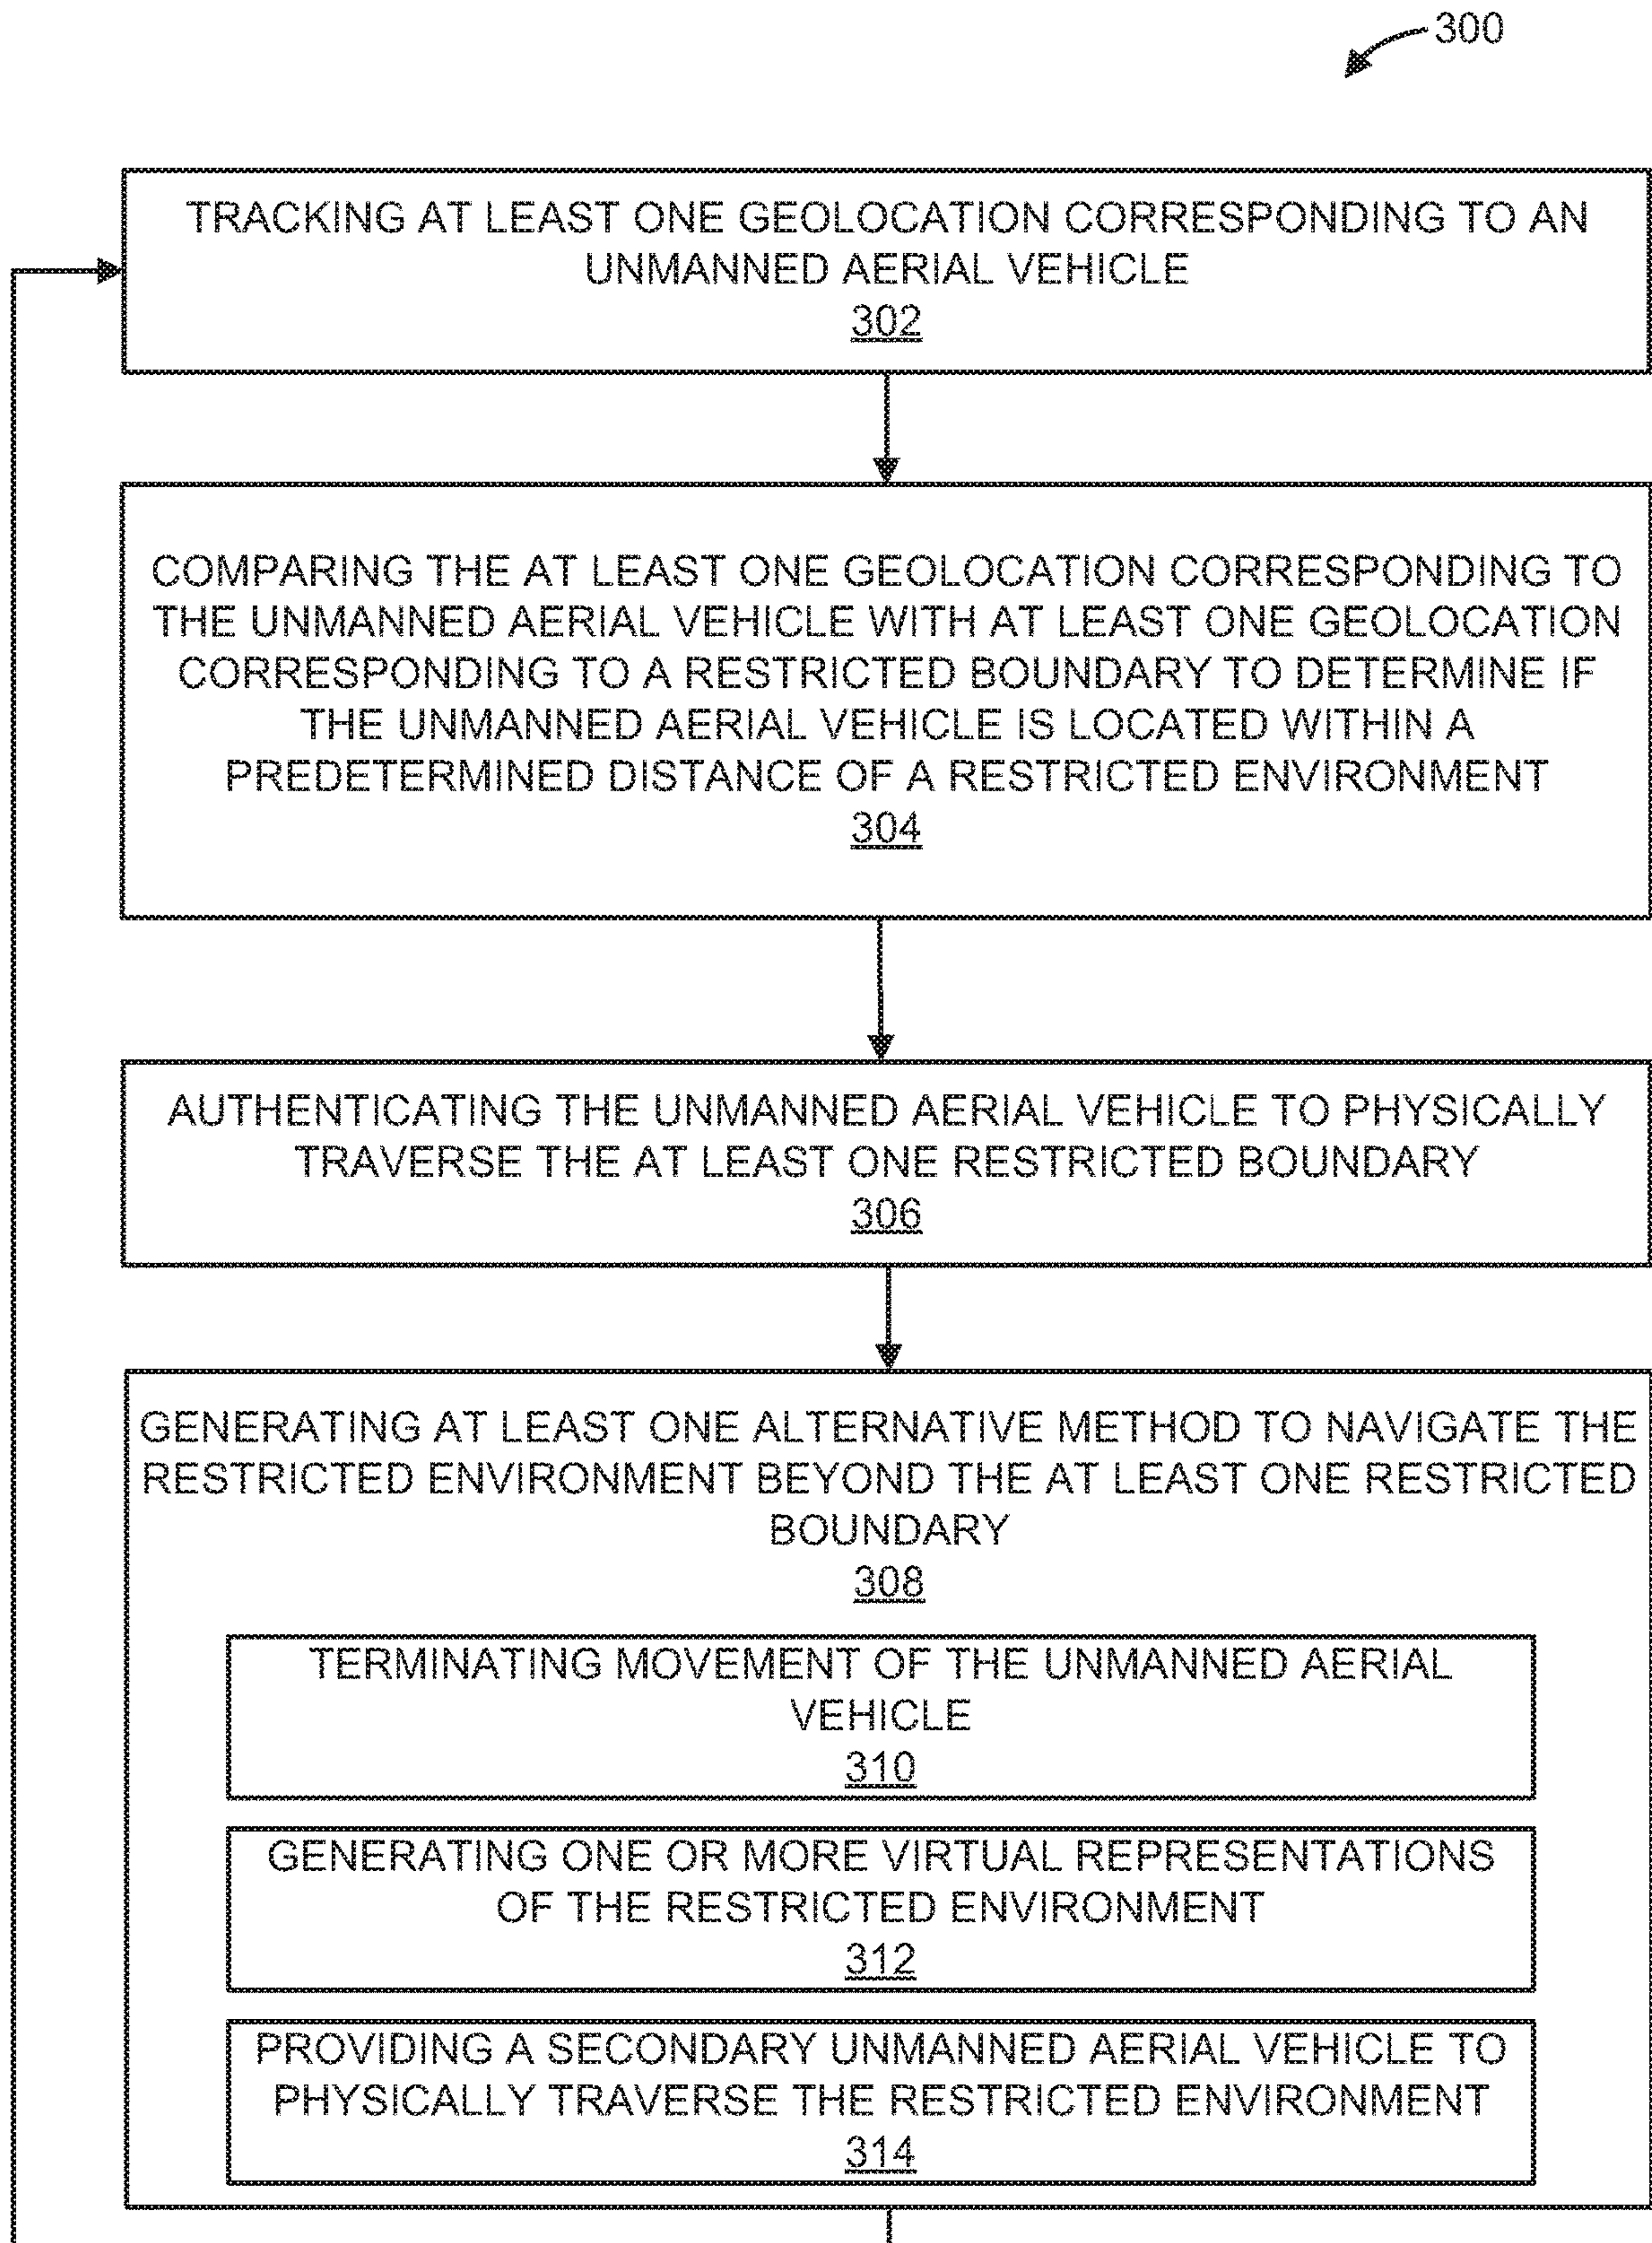 300
TRACKING AT LEAST ONE GEOLOCATION CORRESPONDING TO AN
UNMANNED AERIAL VEHICLE
302
COMPARING THE AT LEAST ONE GEOLOCATION CORRESPONDING TO
THE UNMANNED AERIAL VEHICLE WITH AT LEAST ONE GEOLOCATION
CORRESPONDING TO A RESTRICTED BOUNDARY TO DETERMINE IF
THE UNMANNED AERIAL VEHICLE IS LOCATED WITHIN A
PREDETERMINED DISTANCE OF A RESTRICTED ENVIRONMENT
304
AUTHENTICATING THE UNMANNED AERIAL VEHICLE TO PHYSICALLY
TRAVERSE THE AT LEAST ONE RESTRICTED BOUNDARY
306
GENERATING AT LEAST ONE ALTERNATIVE METHOD TO NAVIGATE THE
RESTRICTED ENVIRONMENT BEYOND THE AT LEAST ONE RESTRICTED
BOUNDARY
308
TERMINATING MOVEMENT OF THE UNMANNED AERIAL
VEHICLE
310
GENERATING ONE OR MORE VIRTUAL REPRESENTATIONS
OF THE RESTRICTED ENVIRONMENT
312
PROVIDING A SECONDARY UNMANNED AERIAL VEHICLE TO
PHYSICALLY TRAVERSE THE RESTRICTED ENVIRONMENT
314